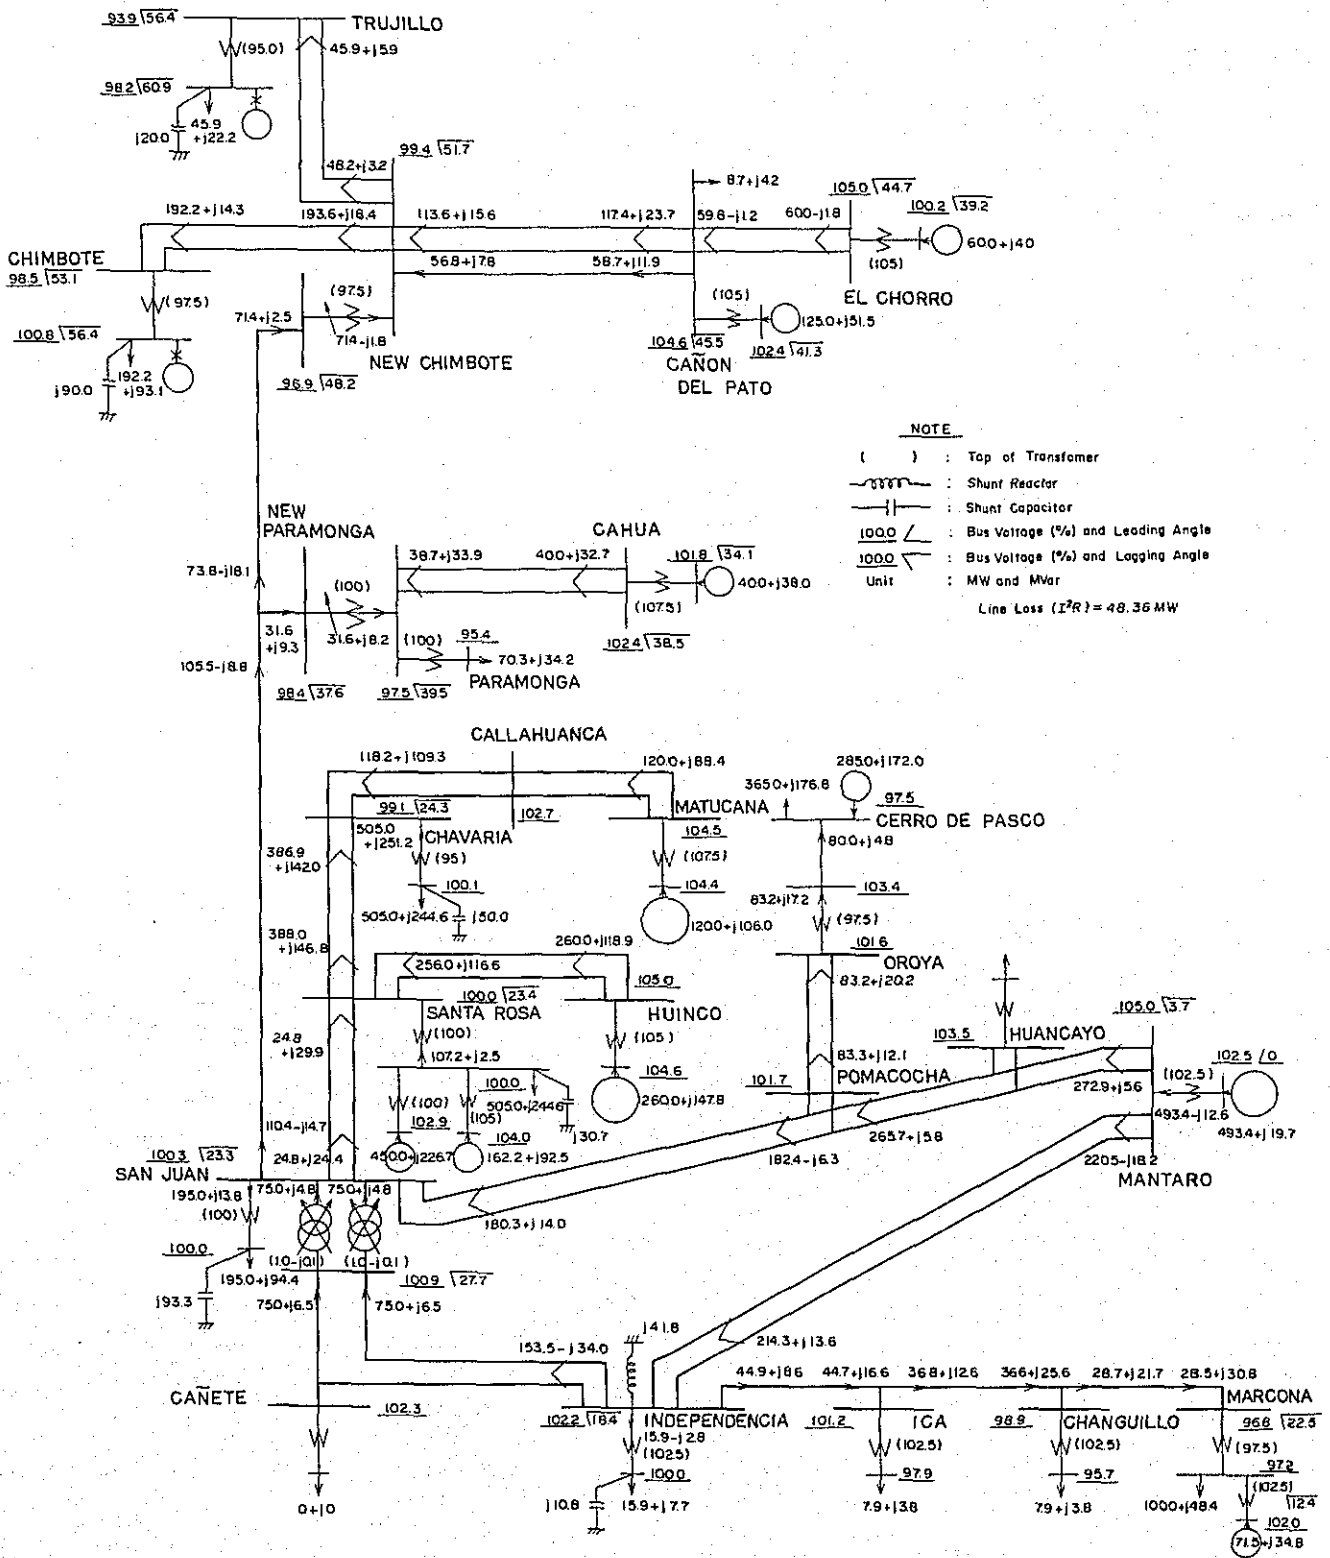 93.9 56.4
TRUJILLO
(95.0)
45.9+j5.9
98.2 60.9
j20.0
45.9
+j22.2
99.4 51.7
48.2+j3.2
8.7+j4.2
105.0 44.7
100.2 39.2
192.2+j14.3
193.6+j18.4
113.6+j15.6
117.4+j23.7
59.8-j1.2
60.0-j1.8
60.0+j4.0
(105)
CHIMBOTE
98.5 53.1
56.8+j7.8
58.7+j11.9
EL CHORRO
(97.5)
(97.5)
71.4+j2.5
71.4-j1.8
(105)
125.0+j51.5
100.8 56.4
NEW CHIMBOTE
104.6 45.5
102.4 41.3
CAÑON
DEL PATO
j90.0
192.2
+j93.1
96.9 48.2
NOTE
( ) : Tap of Transfomer
: Shunt Reactor
: Shunt Capacitor
100.0 : Bus Voltage (%) and Leading Angle
100.0 : Bus Voltage (%) and Lagging Angle
Unit : MW and MVar
Line Loss (I²R) = 48.36 MW
NEW
PARAMONGA
CAHUA
38.7+j33.9
40.0+j32.7
101.8 34.1
73.8-j18.1
(100)
40.0+j38.0
(107.5)
31.6
+j9.3
31.6+j8.2
(100)
95.4
102.4 38.5
105.5-j8.8
70.3+j34.2
PARAMONGA
98.4 37.6
97.5 39.5
CALLAHUANCA
118.2+j109.3
120.0+j88.4
285.0+j172.0
365.0+j176.8
99.1 24.3
102.7
MATUCANA
97.5
CERRO DE PASCO
505.0
+j251.2
CHAVARIA
104.5
80.0+j4.8
386.9
+j142.0
(95)
(107.5)
100.1
104.4
83.2+j17.2
103.4
505.0+j244.6
j50.0
120.0+j106.0
(97.5)
388.0
+j146.8
260.0+j118.9
101.6
256.0+j116.6
OROYA
83.2+j20.2
100.0 23.4
105.0
SANTA ROSA
HUINCO
105.0 3.7
24.8
+j29.9
(100)
(105)
103.5
HUANCAYO
107.2+j2.5
83.3+j12.1
102.5 0
100.0
104.6
101.7
POMACOCHA
272.9+j5.6
(102.5)
(100)
(105)
505.0+j244.6
260.0+j147.8
493.4-j12.6
110.4-j14.7
102.9
104.0
j30.7
265.7+j5.8
493.4+j19.7
100.3 23.3
24.8+j24.4
450.0+j226.7
162.2+j92.5
182.4-j6.3
220.5-j18.2
SAN JUAN
MANTARO
195.0+j13.8
75.0+j4.8
75.0+j4.8
(100)
180.3+j14.0
100.0
(1.0-j0.1)
(1.0-j0.1)
195.0+j94.4
100.9 27.7
j93.3
75.0+j6.5
75.0+j6.5
j41.8
153.5-j34.0
214.3+j13.6
44.9+j8.6
44.7+j16.6
36.8+j12.6
36.6+j25.6
28.7+j21.7
28.5+j30.8
CAÑETE
MARCONA
102.3
102.2 18.4
INDEPENDENCIA
101.2
ICA
98.9
CHANGUILLO
96.8 22.5
15.9-j2.8
(102.5)
(102.5)
(102.5)
(97.5)
100.0
97.9
95.7
97.2
(102.5)
12.4
0+j0
j10.8
15.9+j7.7
7.9+j3.8
7.9+j3.8
100.0+j48.4
102.0
71.5+j34.8